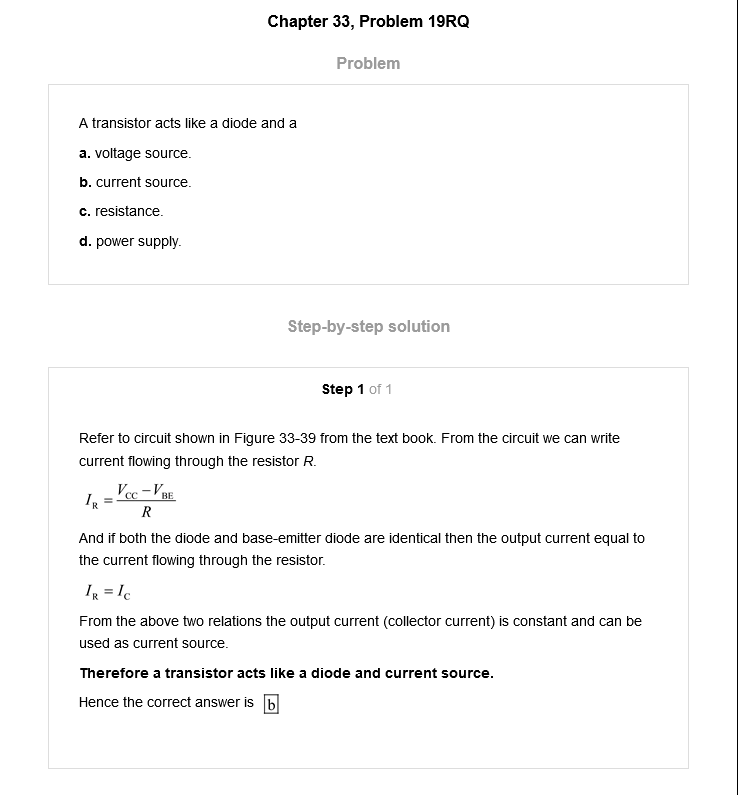 Chapter 33, Problem 19RQ
Problem
A transistor acts like a diode and a
a. voltage source.
b. current source.
c. resistance.
d. power supply.
Step-by-step solution
Step 1 of 1
Refer to circuit shown in Figure 33-39 from the text book. From the circuit we can write
current flowing through the resistor R.
I_R = (V_CC − V_BE) / R
And if both the diode and base-emitter diode are identical then the output current equal to
the current flowing through the resistor.
I_R = I_C
From the above two relations the output current (collector current) is constant and can be
used as current source.
Therefore a transistor acts like a diode and current source.
Hence the correct answer is b